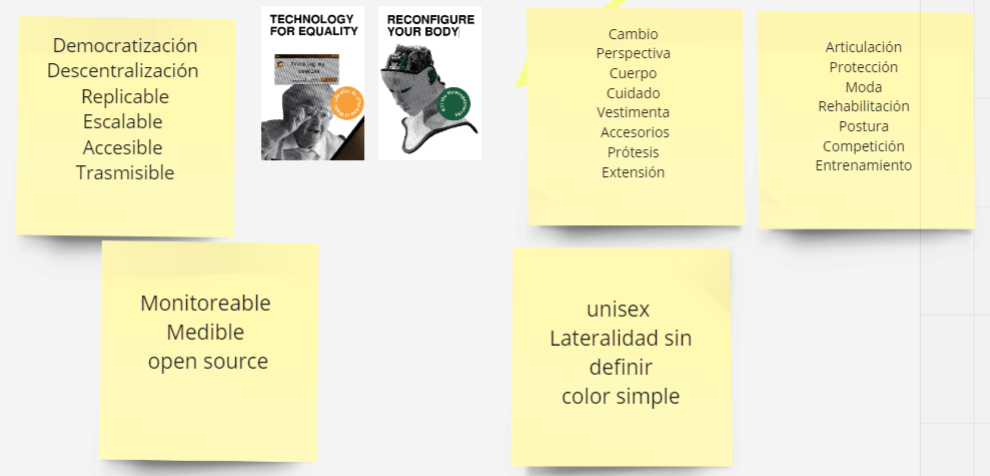 Democratización
Descentralización
Replicable
Escalable
Accesible
Trasmisible
TECHNOLOGY
FOR EQUALITY
RECONFIGURE
YOUR BODY
Cambio
Perspectiva
Cuerpo
Cuidado
Vestimenta
Accesorios
Prótesis
Extensión
Articulación
Protección
Moda
Rehabilitación
Postura
Competición
Entrenamiento
Monitoreable
Medible
open source
unisex
Lateralidad sin
definir
color simple